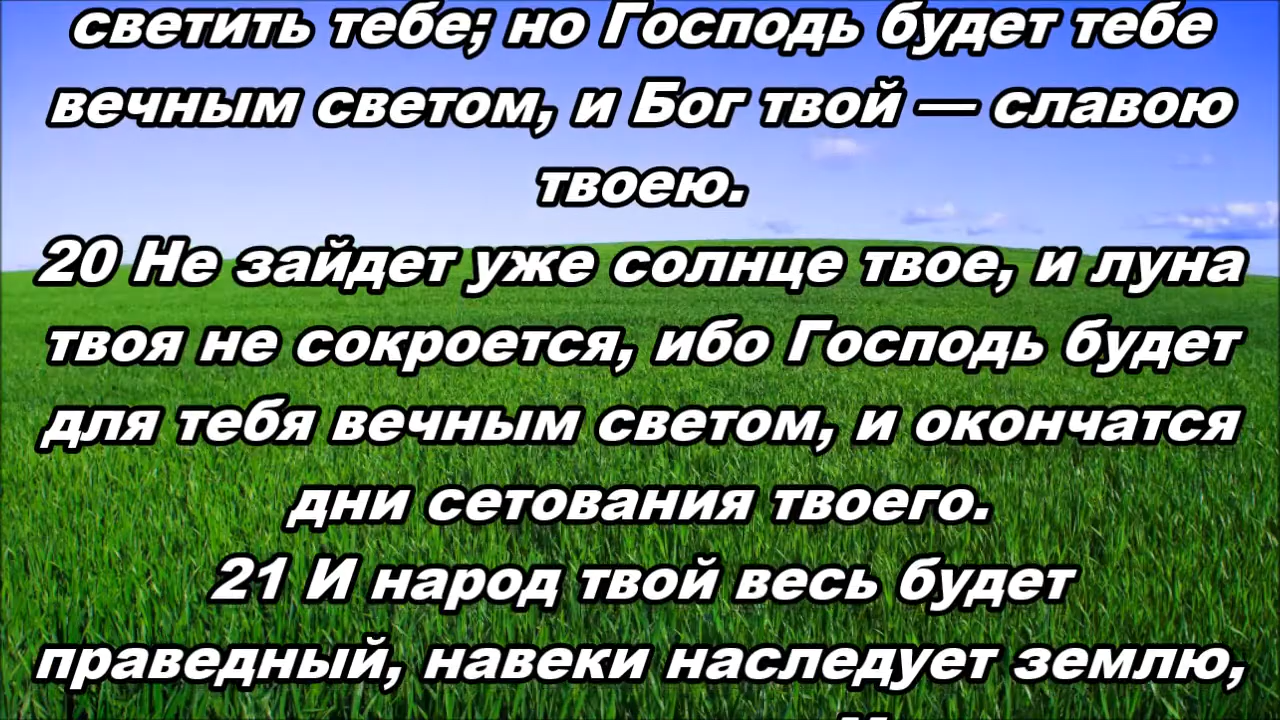 светить тебе; но Господь будет тебе
вечным светом, и Бог твой — славою
твоею.
20 Не зайдет уже солнце твое, и луна
твоя не сокроется, ибо Господь будет
для тебя вечным светом, и окончатся
дни сетования твоего.
21 И народ твой весь будет
праведный, навеки наследует землю,